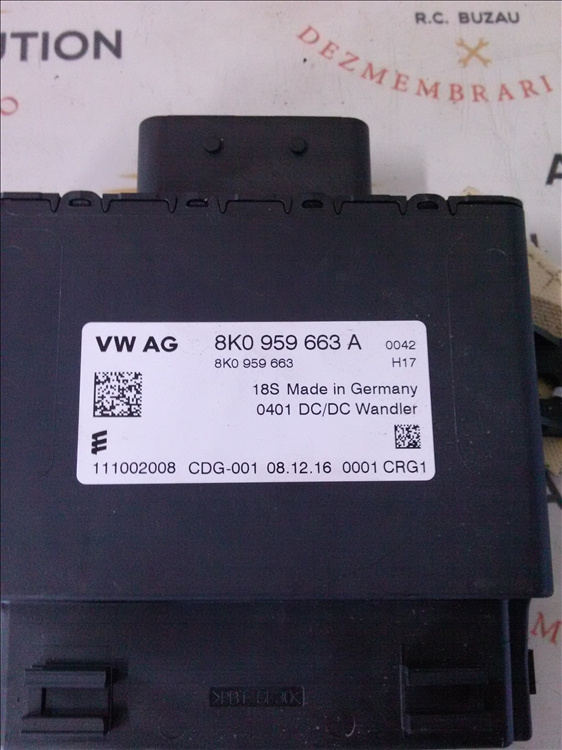 R.C. BUZAU
UTION
DEZMEMBRARI
VW AG 8K0 959 663 A 0042
8K0 959 663 H17
18S Made in Germany
0401 DC/DC Wandler
111002008 CDG-001 08.12.16 0001 CRG1